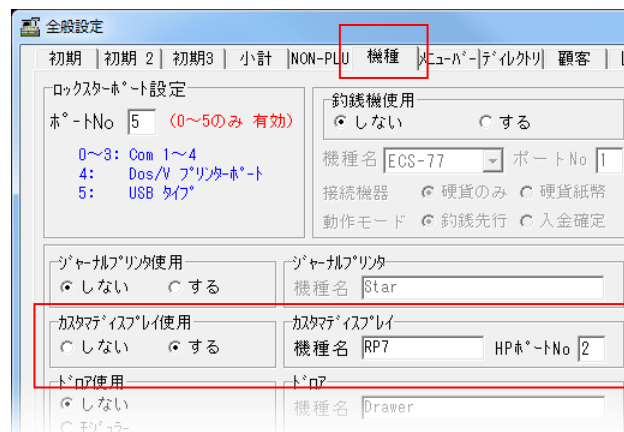 全般設定
初期 初期 2 初期3 小計 NON-PLU 機種 ﾒﾆｭｰﾊﾞｰ ﾃﾞｨﾚｸﾄﾘ 顧客
ロックスターポート設定
ポートNo 5 (0～5のみ 有効)
0～3: Com 1～4
4: Dos/V ﾌﾟﾘﾝﾀｰﾎﾟｰﾄ
5: USB ﾀｲﾌﾟ
釣銭機使用
しない する
機種名 ECS-77 ポートNo 1
接続機器 硬貨のみ 硬貨紙幣
動作モード 釣銭先行 入金確定
ｼﾞｬｰﾅﾙﾌﾟﾘﾝﾀ使用
しない する
ｼﾞｬｰﾅﾙﾌﾟﾘﾝﾀ
機種名 Star
ｶｽﾀﾏﾃﾞｨｽﾌﾟﾚｲ使用
しない する
ｶｽﾀﾏﾃﾞｨｽﾌﾟﾚｲ
機種名 RP7 HPﾎﾟｰﾄNo 2
ﾄﾞﾛｱ使用
しない
ﾓｼﾞｭﾗｰ
ﾄﾞﾛｱ
機種名 Drawer